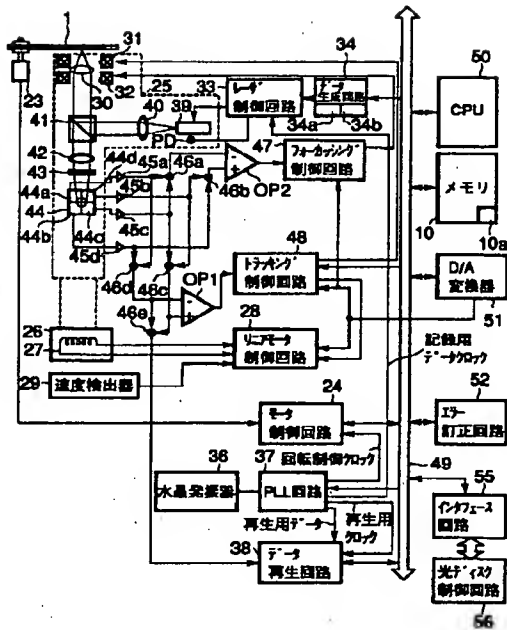 1
31
23
30
32
25
33
レーザ
制御回路
34
データ
生成回路
34a
34b
50
CPU
41
40
39
PD
47
フォーカッシング
制御回路
42
43
44d
45a
46a
OP2
44a
45b
46b
44
45c
44b
44c
45d
メモリ
10
10a
48
トラッキング
制御回路
D/A
変換器
51
46d
46c
OP1
46e
28
リニアモータ
制御回路
26
27
29
速度検出器
記録用
データクロック
24
モータ
制御回路
52
エラー
訂正回路
回転制御クロック
49
36
水晶発振器
37
PLL回路
55
インタフェース
回路
再生用データ
再生用
クロック
38
データ
再生回路
光ディスク
制御回路
56